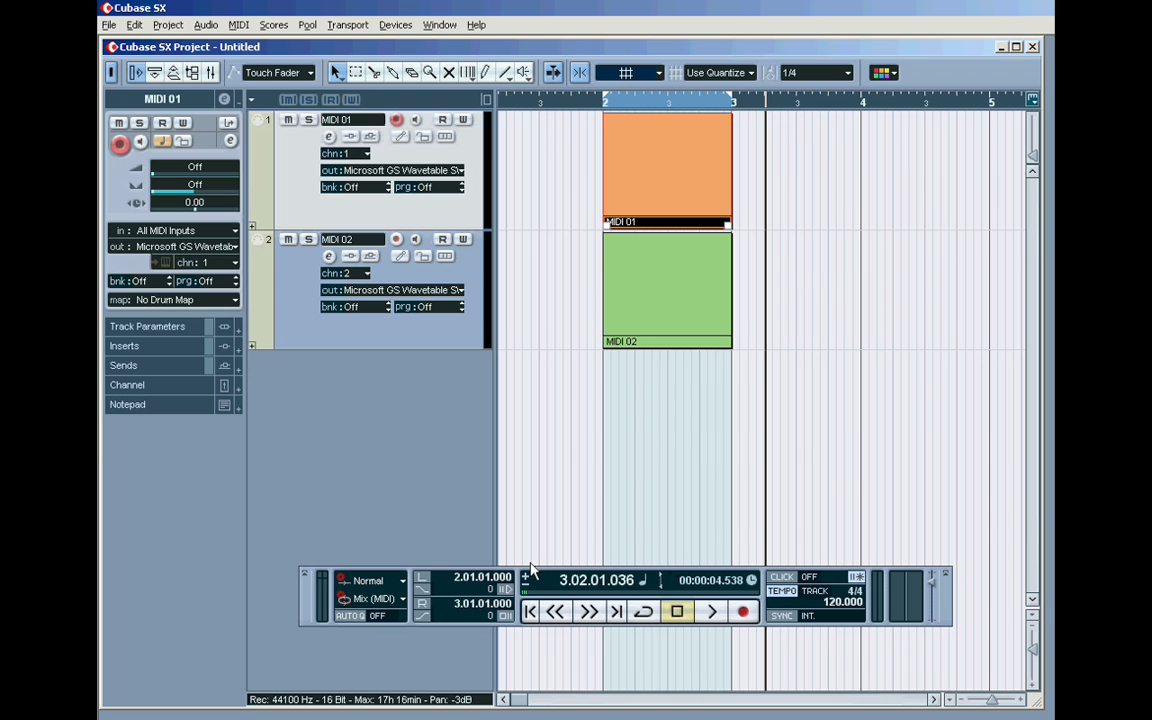 Cubase SX
File Edit Project Audio MIDI Scores Pool Transport Devices Window Help
Cubase SX Project - Untitled
Touch Fader Use Quantize 1/4
MIDI 01
M S R W
3 2 3 3 3 4 3 5
1 M S MIDI 01 R W
M S R W
e
chn:1
out:Microsoft GS Wavetable S
bnk:Off prg:Off
Off
Off
0.00
in : All MIDI Inputs
out : Microsoft GS Wavetab
chn: 1
bnk:Off prg:Off
map: No Drum Map
MIDI 01
2 M S MIDI 02 R W
e
chn:2
out:Microsoft GS Wavetable S
bnk:Off prg:Off
MIDI 02
Track Parameters
Inserts
Sends
Channel
Notepad
Normal
Mix (MIDI)
AUTO Q OFF
L 2.01.01.000
0
R 3.01.01.000
0
3.02.01.036 00:00:04.538
CLICK OFF
TEMPO TRACK 4/4
120.000
SYNC INT.
Rec: 44100 Hz - 16 Bit - Max: 17h 16min - Pan: -3dB